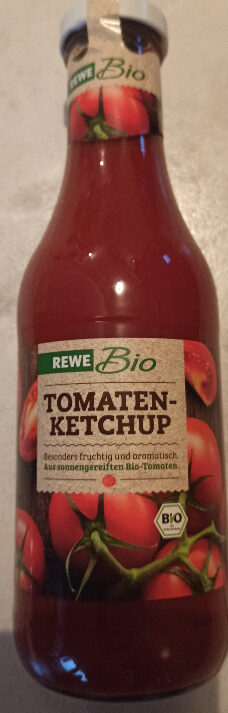 REWE Bio
REWE Bio
TOMATEN-
KETCHUP
Besonders fruchtig und aromatisch.
Aus sonnengereiften Bio-Tomaten.
BIO